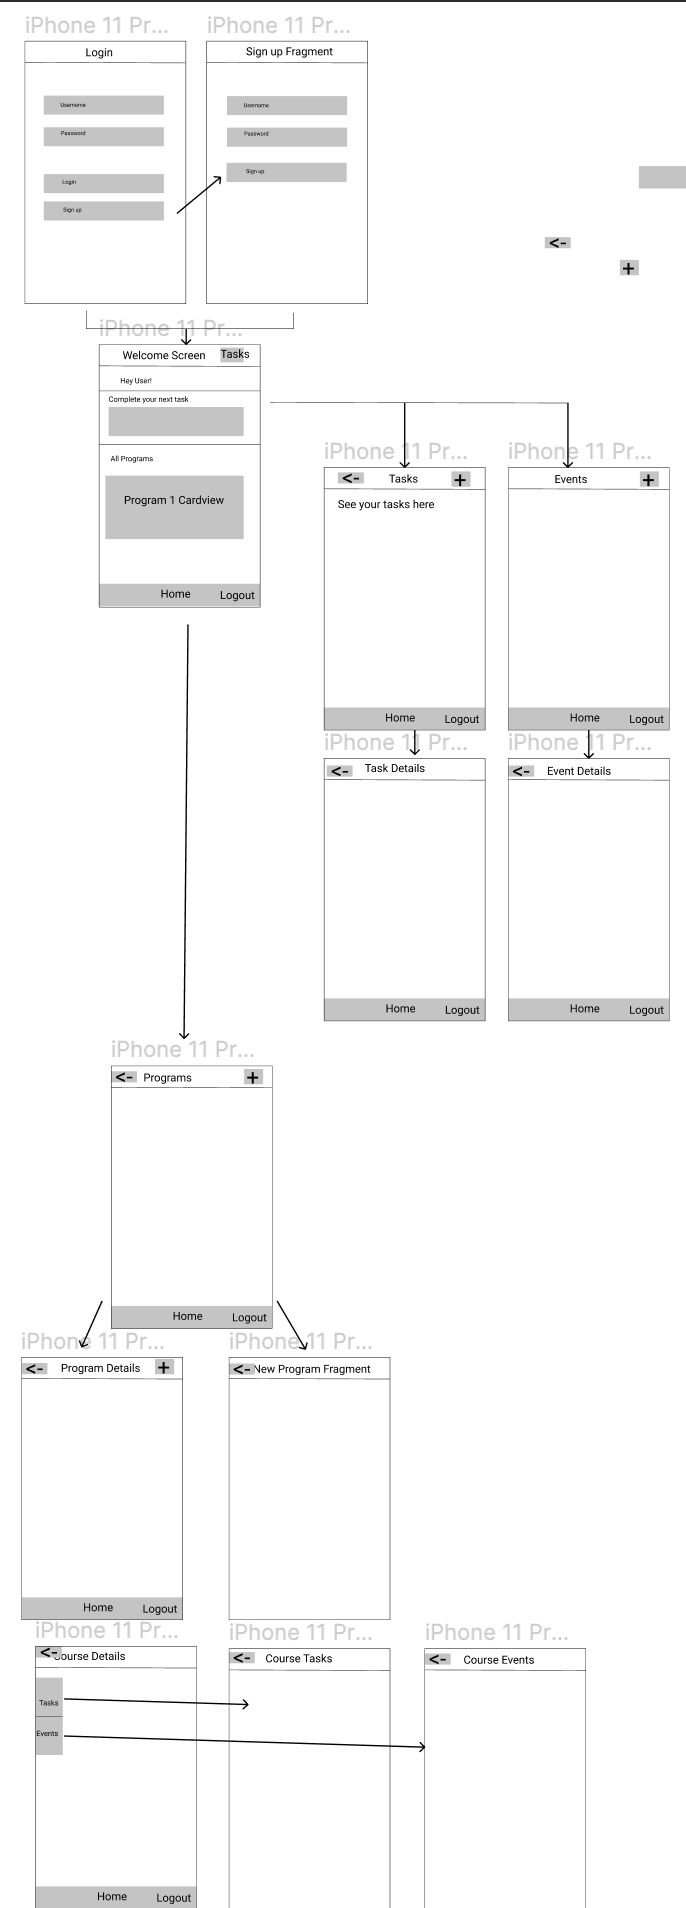 iPhone 11 Pr...
iPhone 11 Pr...
Login
Sign up Fragment
Username
Username
Password
Password
Sign up
Login
Sign up
<-
+
iPhone 11 Pr...
Welcome Screen
Tasks
Hey User!
Complete your next task
All Programs
Program 1 Cardview
Home
Logout
iPhone 11 Pr...
iPhone 11 Pr...
<-
Tasks
+
Events
+
See your tasks here
Home
Logout
Home
Logout
iPhone 11 Pr...
iPhone 11 Pr...
<-
Task Details
<-
Event Details
Home
Logout
Home
Logout
iPhone 11 Pr...
<-
Programs
+
Home
Logout
iPhone 11 Pr...
iPhone 11 Pr...
<-
Program Details
+
<-
New Program Fragment
Home
Logout
iPhone 11 Pr...
iPhone 11 Pr...
iPhone 11 Pr...
<-
Course Details
<-
Course Tasks
<-
Course Events
Tasks
Events
Home
Logout